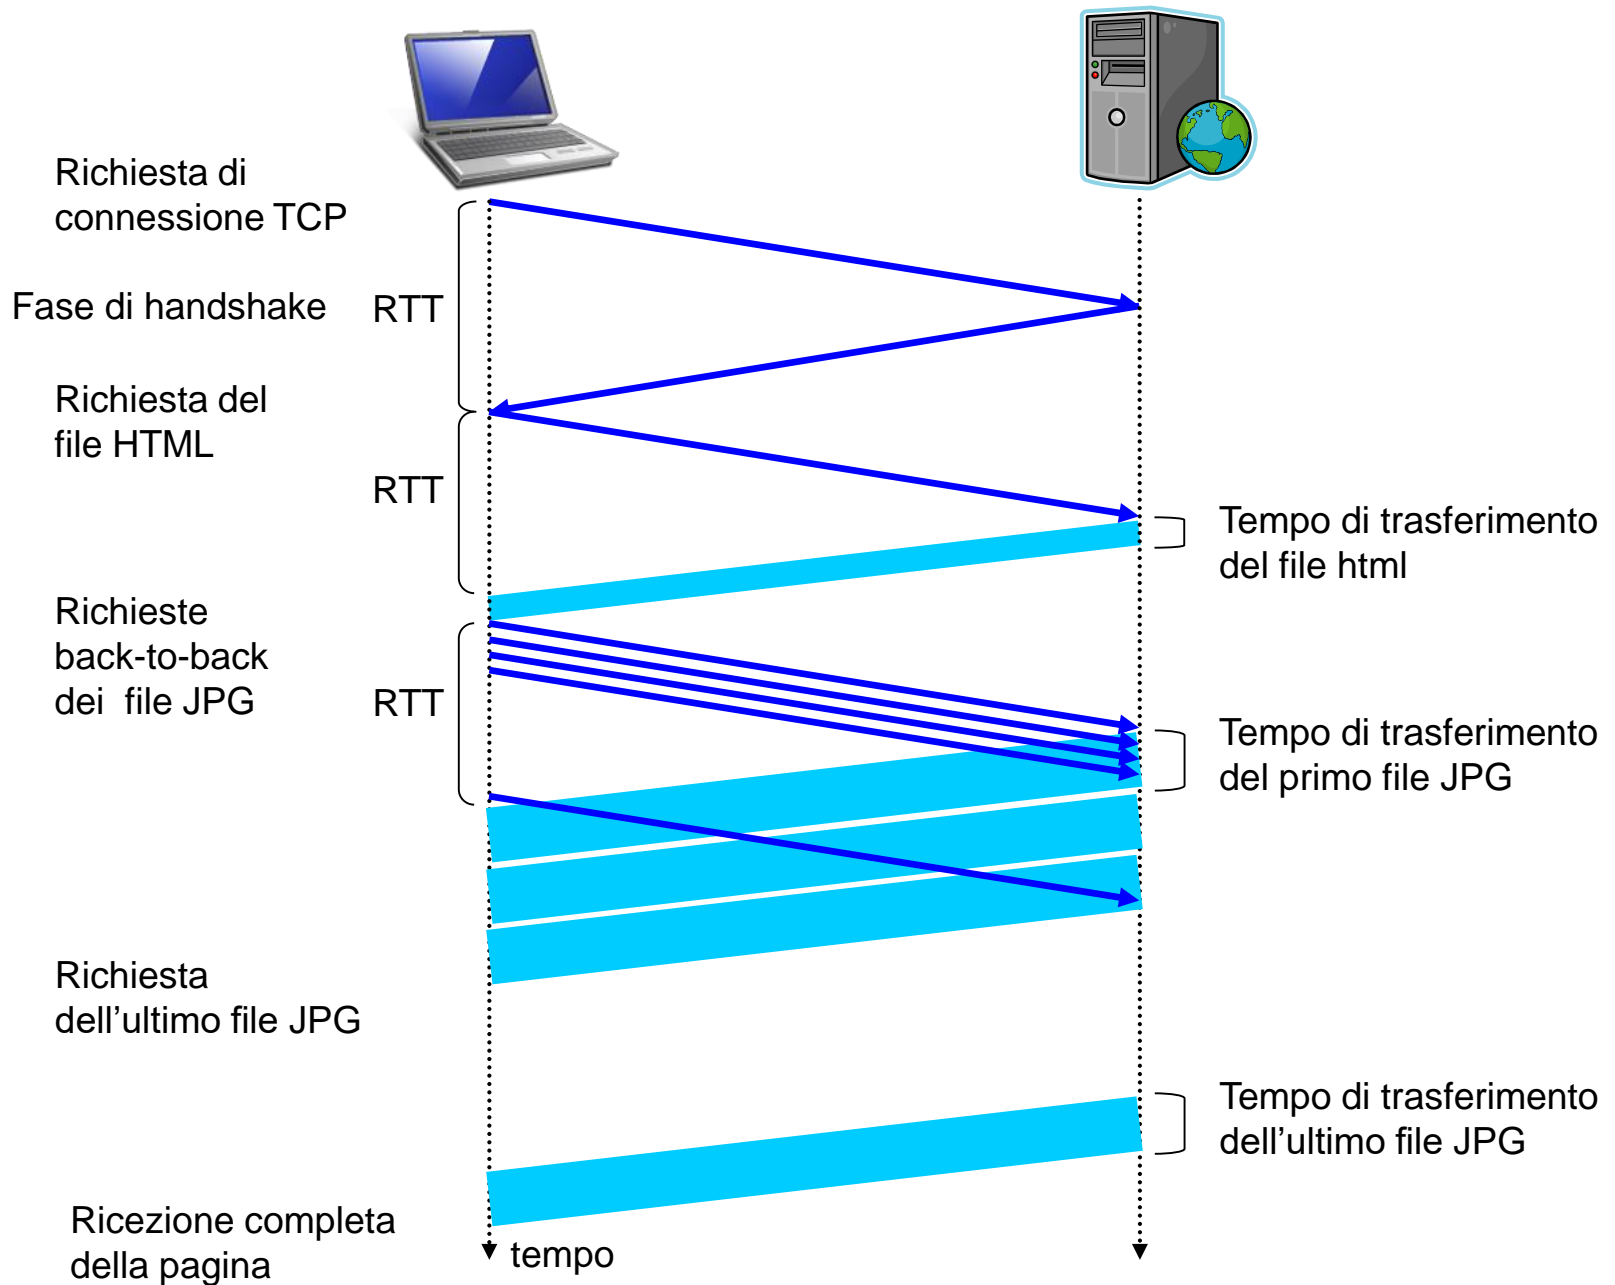 Richiesta di
connessione TCP
Fase di handshake
RTT
Richiesta del
file HTML
RTT
Tempo di trasferimento
del file html
Richieste
back-to-back
dei  file JPG
RTT
Tempo di trasferimento
del primo file JPG
Richiesta
dell’ultimo file JPG
Tempo di trasferimento
dell’ultimo file JPG
Ricezione completa
della pagina
tempo